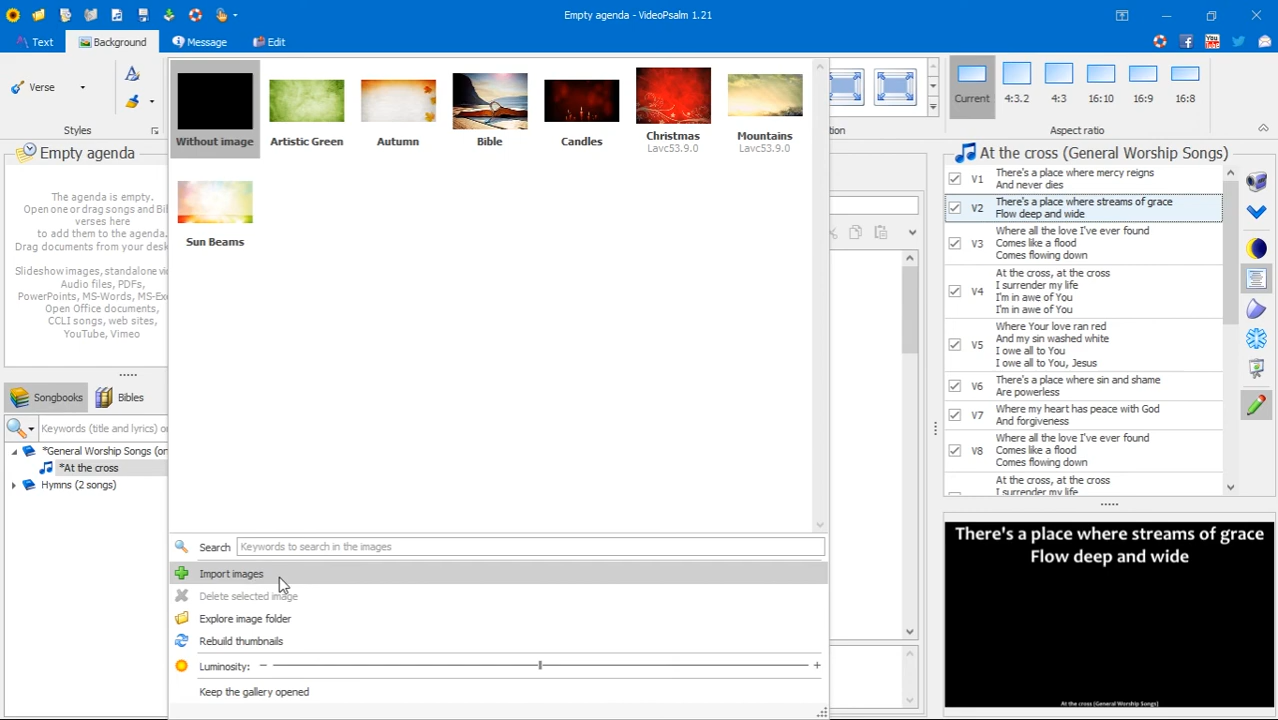 Empty agenda - VideoPsalm 1.21
Text
Background
Message
Edit
Verse
Styles
Without image
Artistic Green
Autumn
Bible
Candles
Christmas
Lavc53.9.0
Mountains
Lavc53.9.0
Sun Beams
Current
4:3.2
4:3
16:10
16:9
16:8
Aspect ratio
Empty agenda
The agenda is empty.
Open one or drag songs and Bi
verses here
to add them to the agenda.
Drag documents from your desk
Slideshow images, standalone vi
Audio files, PDFs,
PowerPoints, MS-Words, MS-Exc
Open Office documents,
CCLI songs, web sites,
YouTube, Vimeo
Songbooks
Bibles
Keywords (title and lyrics) or
*General Worship Songs (on
*At the cross
Hymns (2 songs)
Search
Keywords to search in the images
Import images
Delete selected image
Explore image folder
Rebuild thumbnails
Luminosity:
Keep the gallery opened
At the cross (General Worship Songs)
V1
There's a place where mercy reigns
And never dies
V2
There's a place where streams of grace
Flow deep and wide
V3
Where all the love I've ever found
Comes like a flood
Comes flowing down
V4
At the cross, at the cross
I surrender my life
I'm in awe of You
I'm in awe of You
V5
Where Your love ran red
And my sin washed white
I owe all to You
I owe all to You, Jesus
V6
There's a place where sin and shame
Are powerless
V7
Where my heart has peace with God
And forgiveness
V8
Where all the love I've ever found
Comes like a flood
Comes flowing down
At the cross, at the cross
I surrender my life
There's a place where streams of grace
Flow deep and wide
At the cross (General Worship Songs)